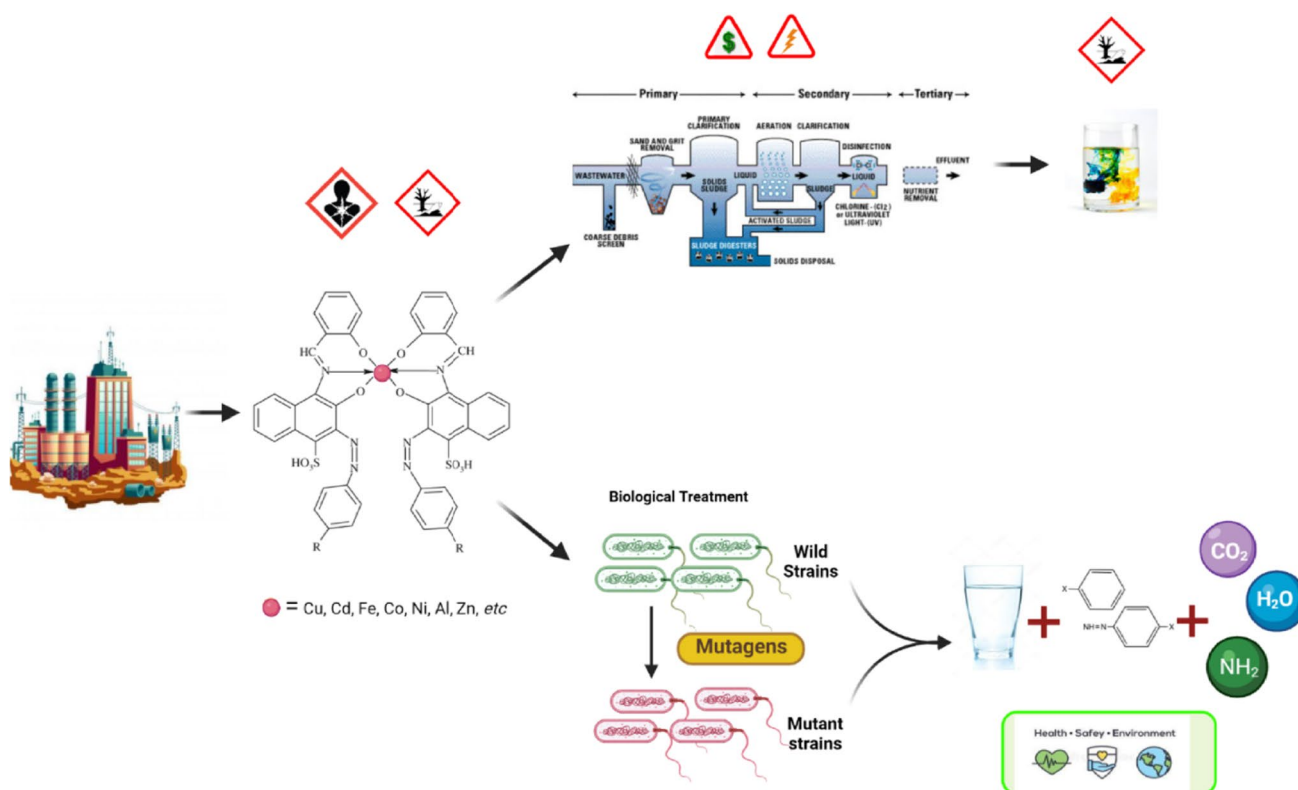 $
Primary
Secondary
Tertiary
PRIMARY
CLARIFICATION
AERATION
CLARIFICATION
SAND AND GRIT
REMOVAL
DISINFECTION
WASTEWATER
SOLIDS
SLUDGE
LIQUID
SLUDGE
LIQUID
EFFLUENT
NUTRIENT
REMOVAL
CHLORINE-(Cl2)
or ULTRAVIOLET
LIGHT-(UV)
ACTIVATED SLUDGE
COARSE DEBRIS
SCREEN
SLUDGE DIGESTERS
SOLIDS DISPOSAL
O
O
HC
N
N
CH
O
O
N
N
N
N
HO3S
SO3H
R
R
= Cu, Cd, Fe, Co, Ni, Al, Zn, etc
Biological Treatment
Wild
Strains
Mutagens
Mutant
strains
+
X
NH=N
X
+
CO2
H2O
NH2
Health • Safey • Environment